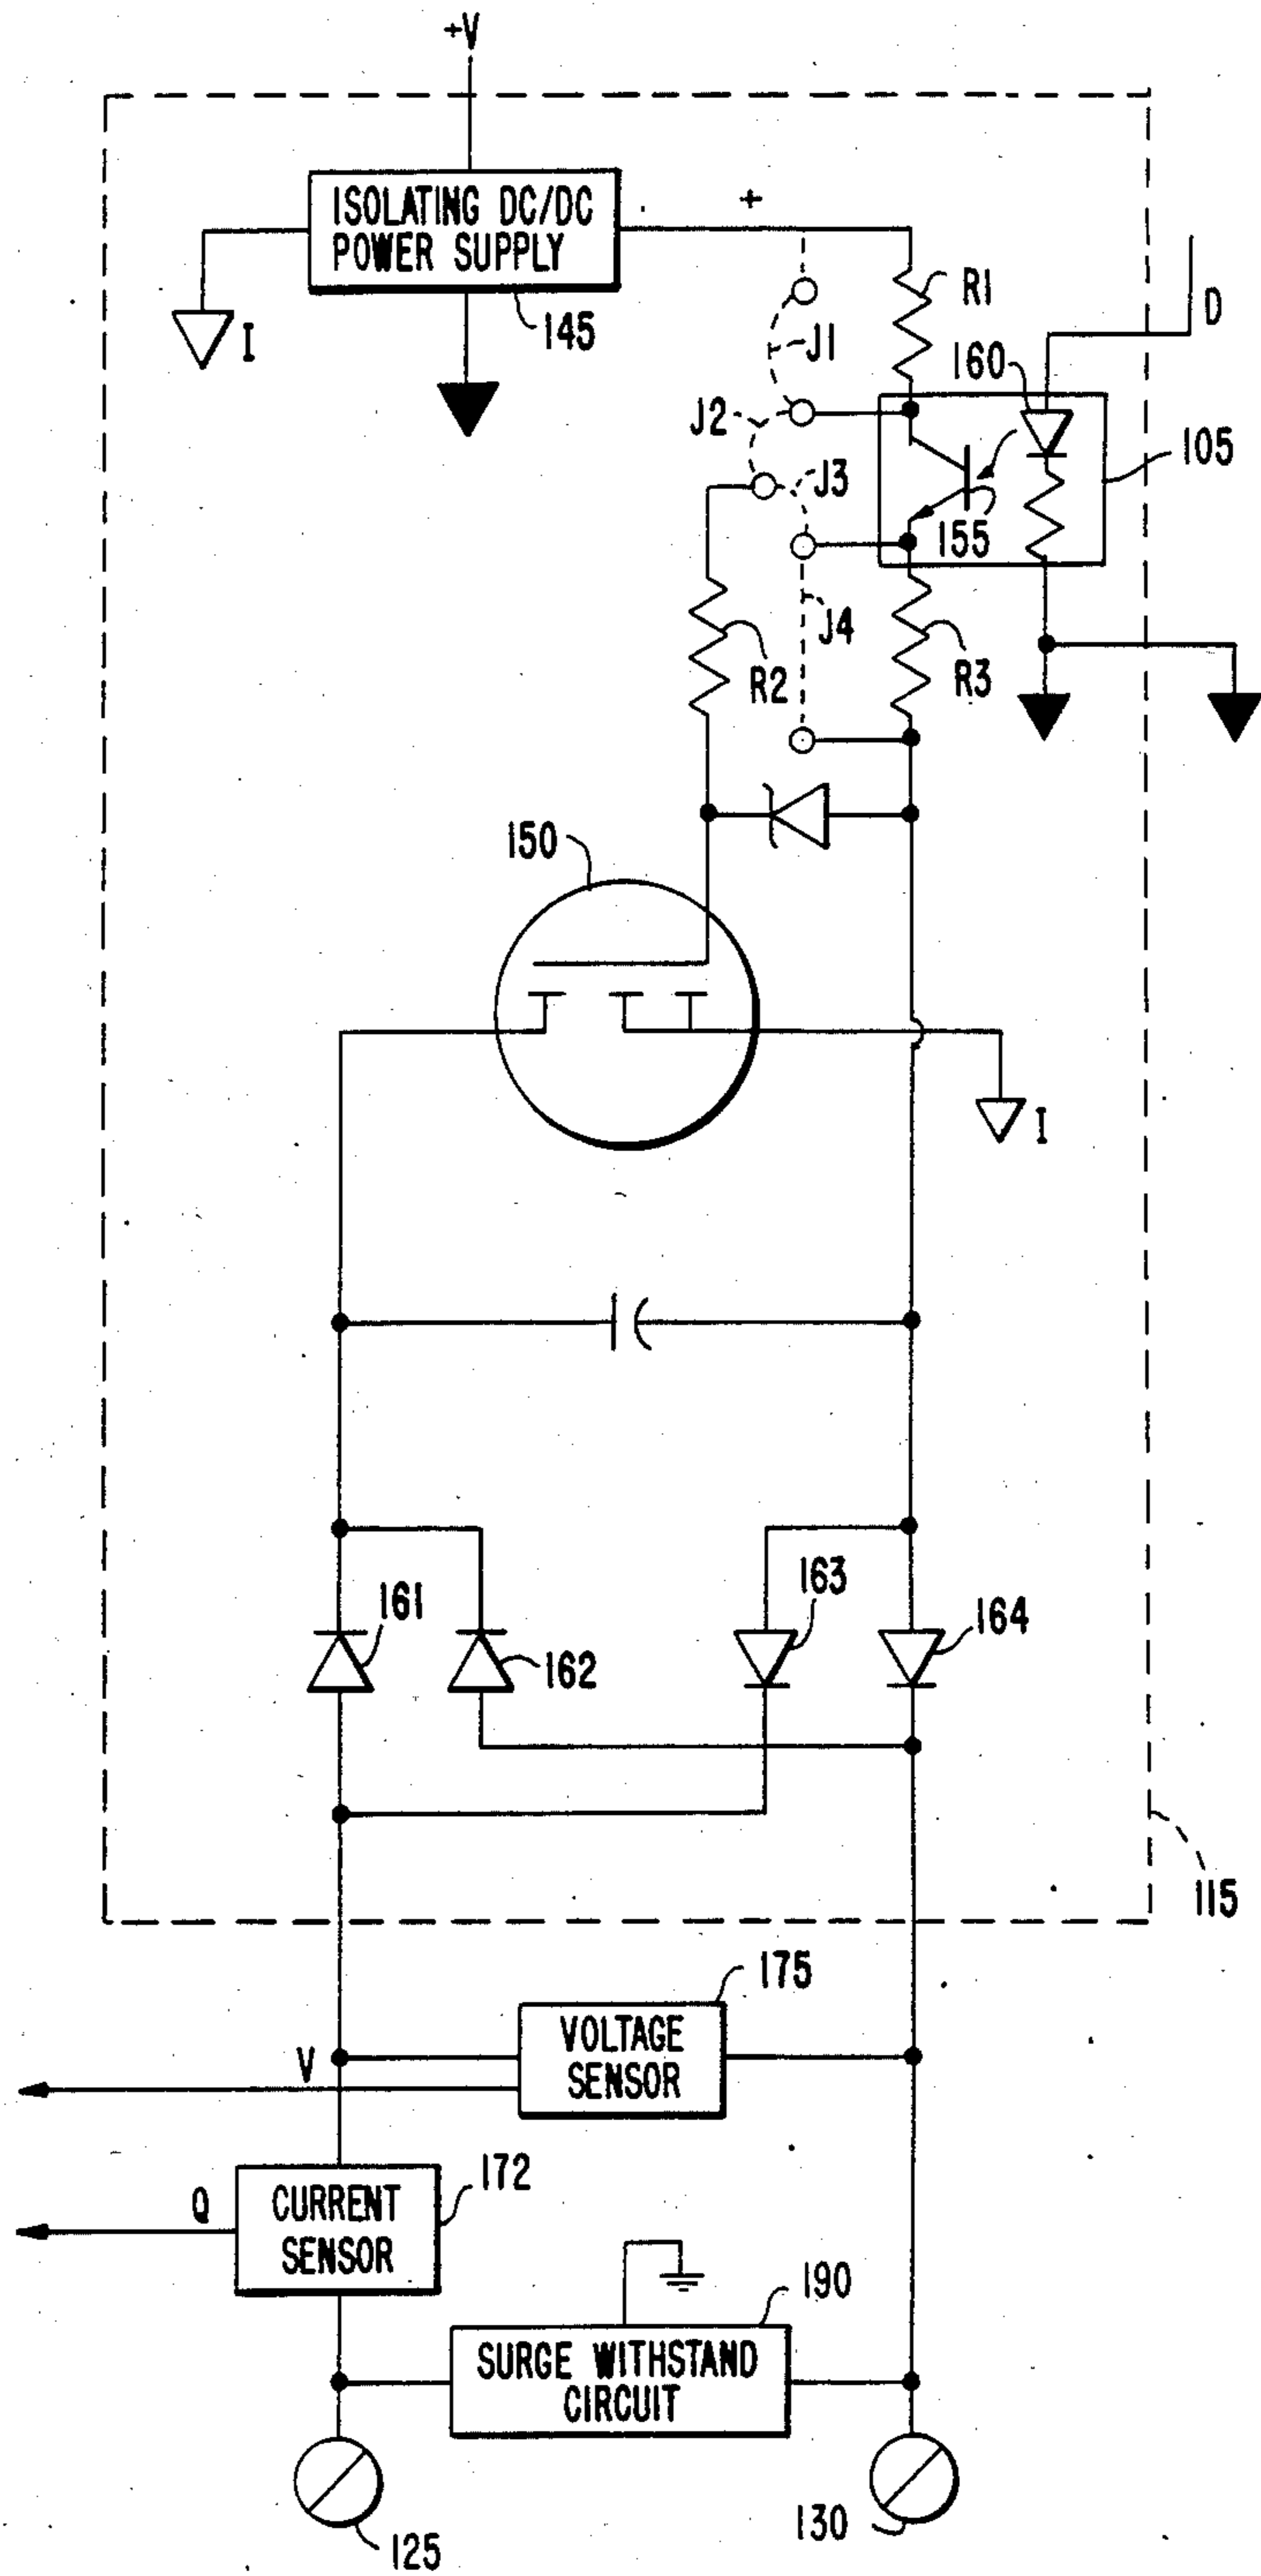 +V
ISOLATING DC/DC
POWER SUPPLY
+
R1
D
I
145
J1
160
J2
105
J3
155
J4
R2
R3
150
I
161
163
164
162
115
175
VOLTAGE
SENSOR
V
172
Q
CURRENT
SENSOR
190
SURGE WITHSTAND
CIRCUIT
125
130